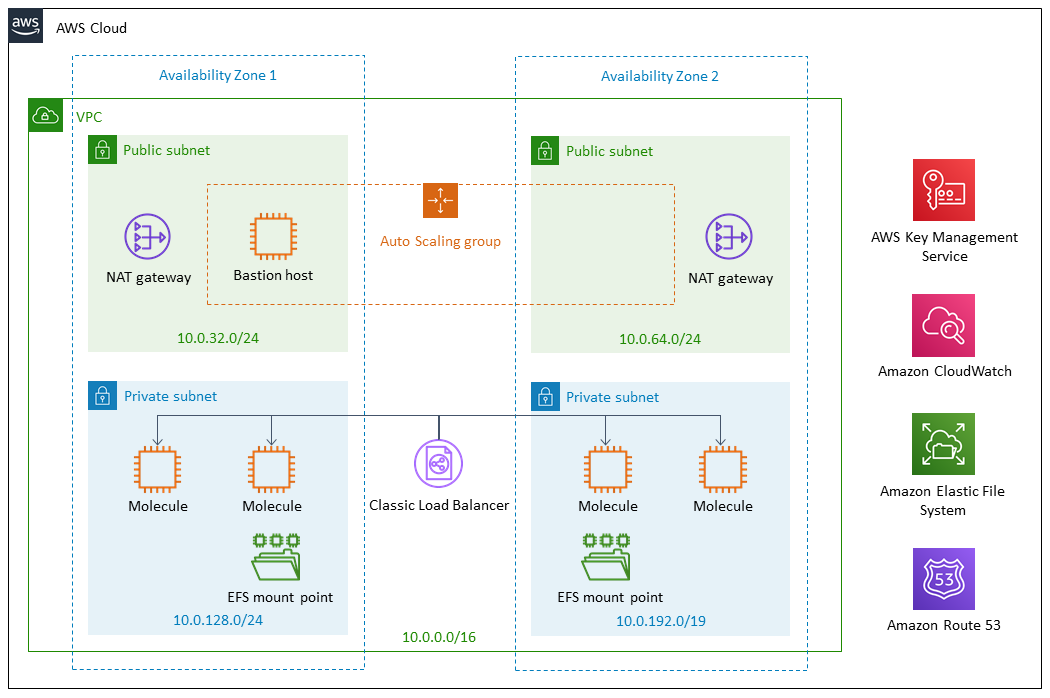 aws
AWS Cloud
Availability Zone 1
Availability Zone 2
VPC
Public subnet
Public subnet
Auto Scaling group
NAT gateway
Bastion host
NAT gateway
10.0.32.0/24
10.0.64.0/24
Private subnet
Private subnet
Molecule
Molecule
Classic Load Balancer
Molecule
Molecule
EFS mount point
EFS mount point
10.0.128.0/24
10.0.192.0/19
10.0.0.0/16
AWS Key Management
Service
Amazon CloudWatch
Amazon Elastic File
System
53
Amazon Route 53